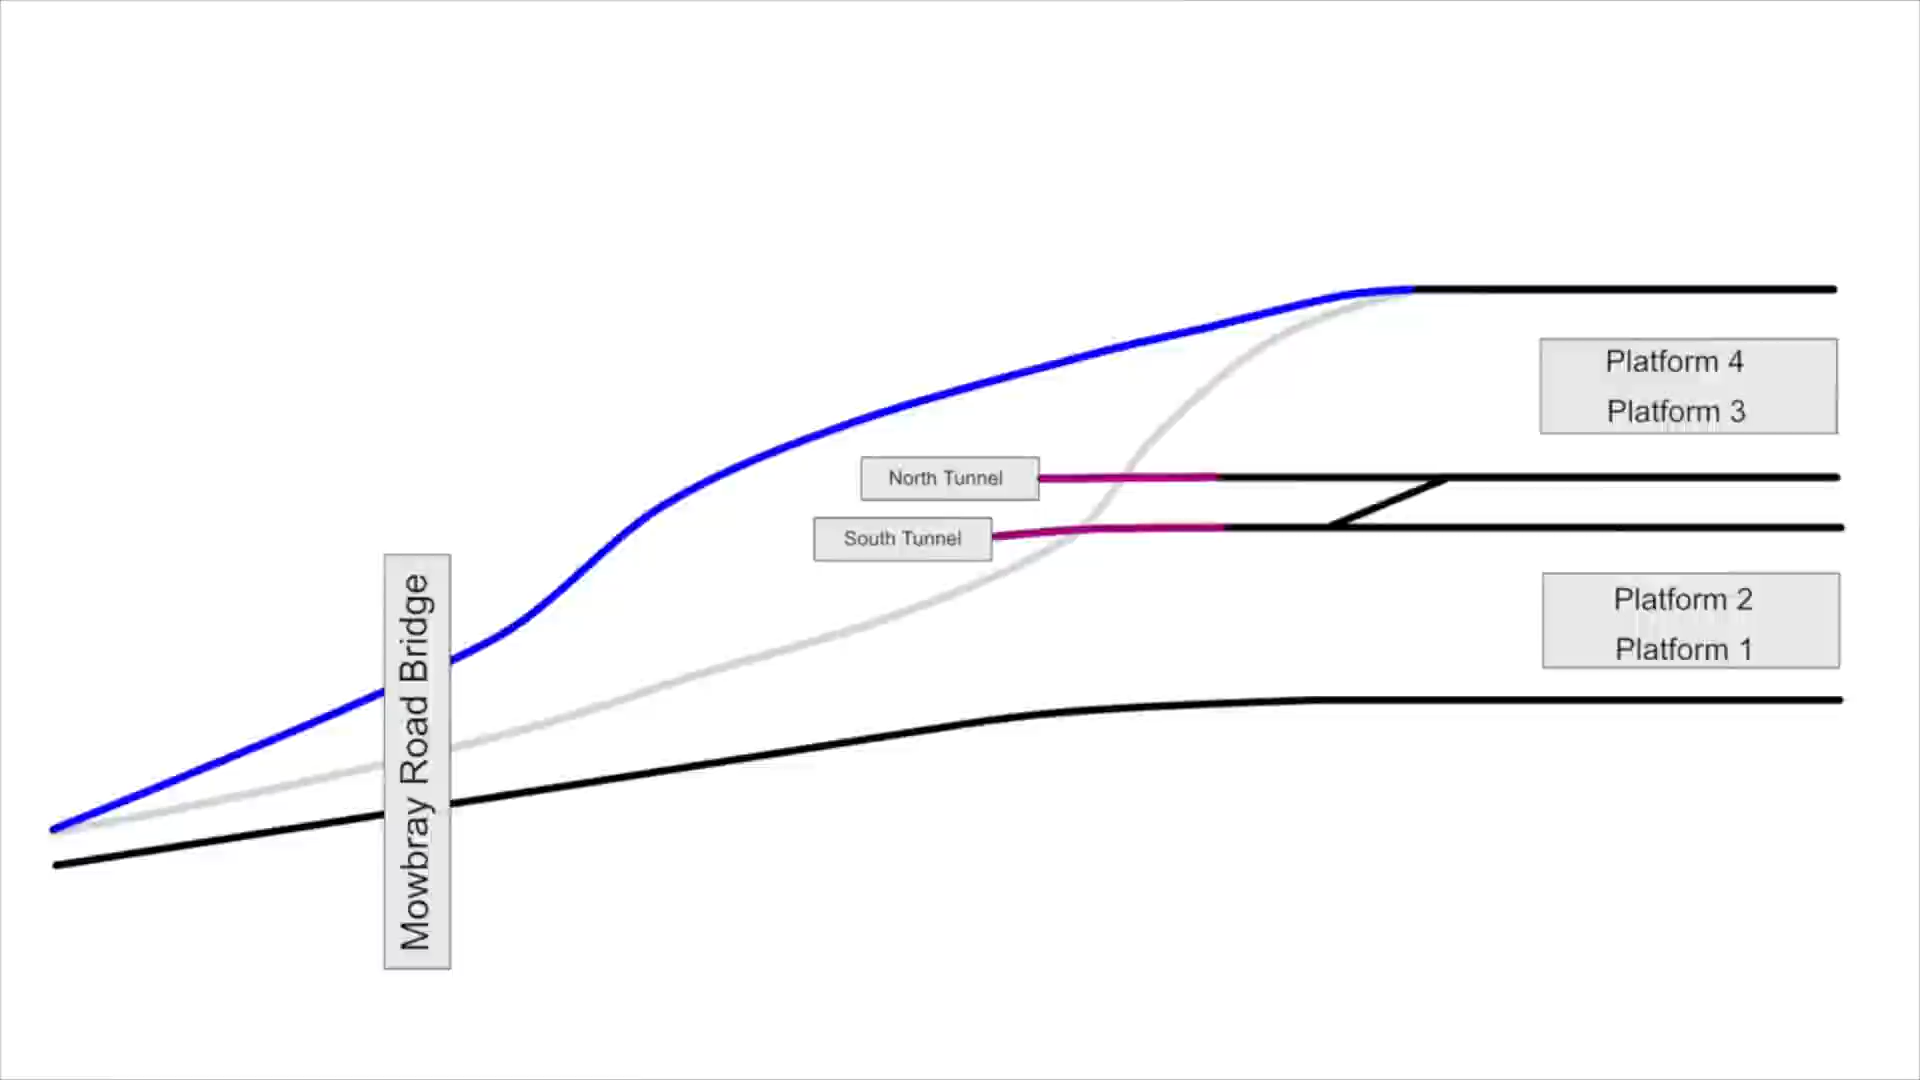 Platform 4
Platform 3
North Tunnel
South Tunnel
Platform 2
Platform 1
Mowbray Road Bridge